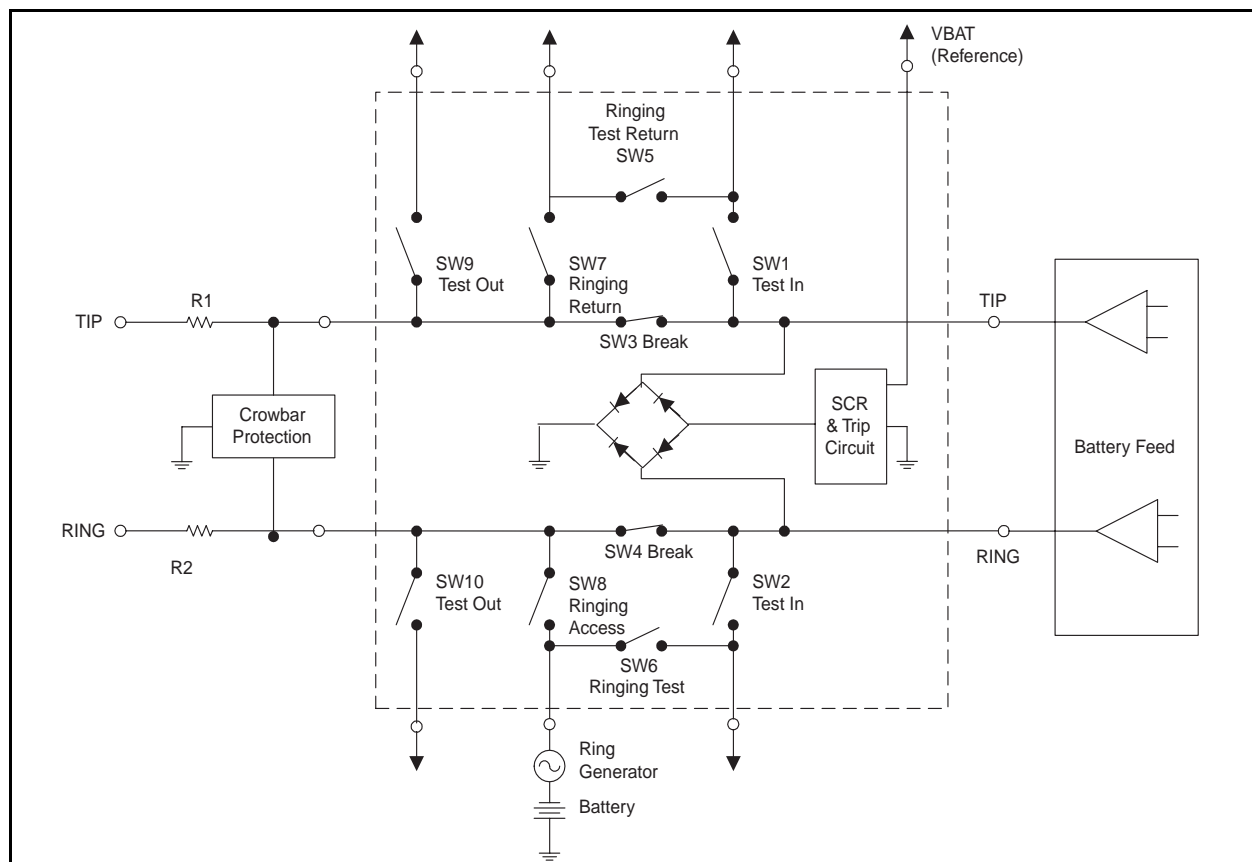 VBAT
(Reference)
Ringing
Test Return
SW5
SW9
Test Out
SW7
Ringing
Return
SW1
Test In
R1
TIP
TIP
SW3 Break
Crowbar
Protection
SCR
& Trip
Circuit
Battery Feed
RING
R2
SW4 Break
RING
SW10
Test Out
SW8
Ringing
Access
SW2
Test In
SW6
Ringing Test
Ring
Generator
Battery